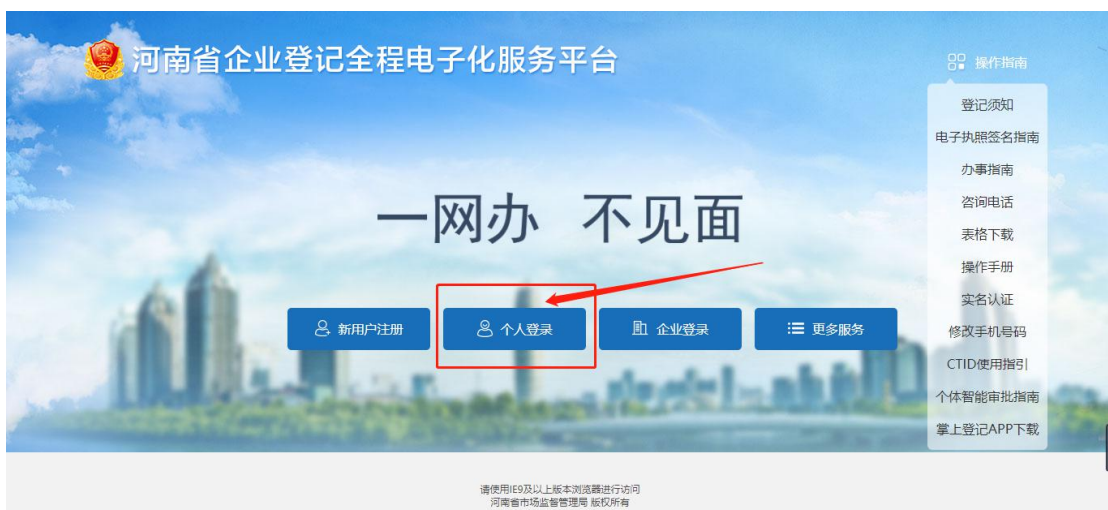 河南省企业登记全程电子化服务平台
操作指南
登记须知
电子执照签名指南
办事指南
咨询电话
表格下载
操作手册
实名认证
修改手机号码
CTID使用指引
个体智能审批指南
掌上登记APP下载
一网办 不见面
新用户注册
个人登录
企业登录
更多服务
请使用IE9及以上版本浏览器进行访问
河南省市场监督管理局 版权所有